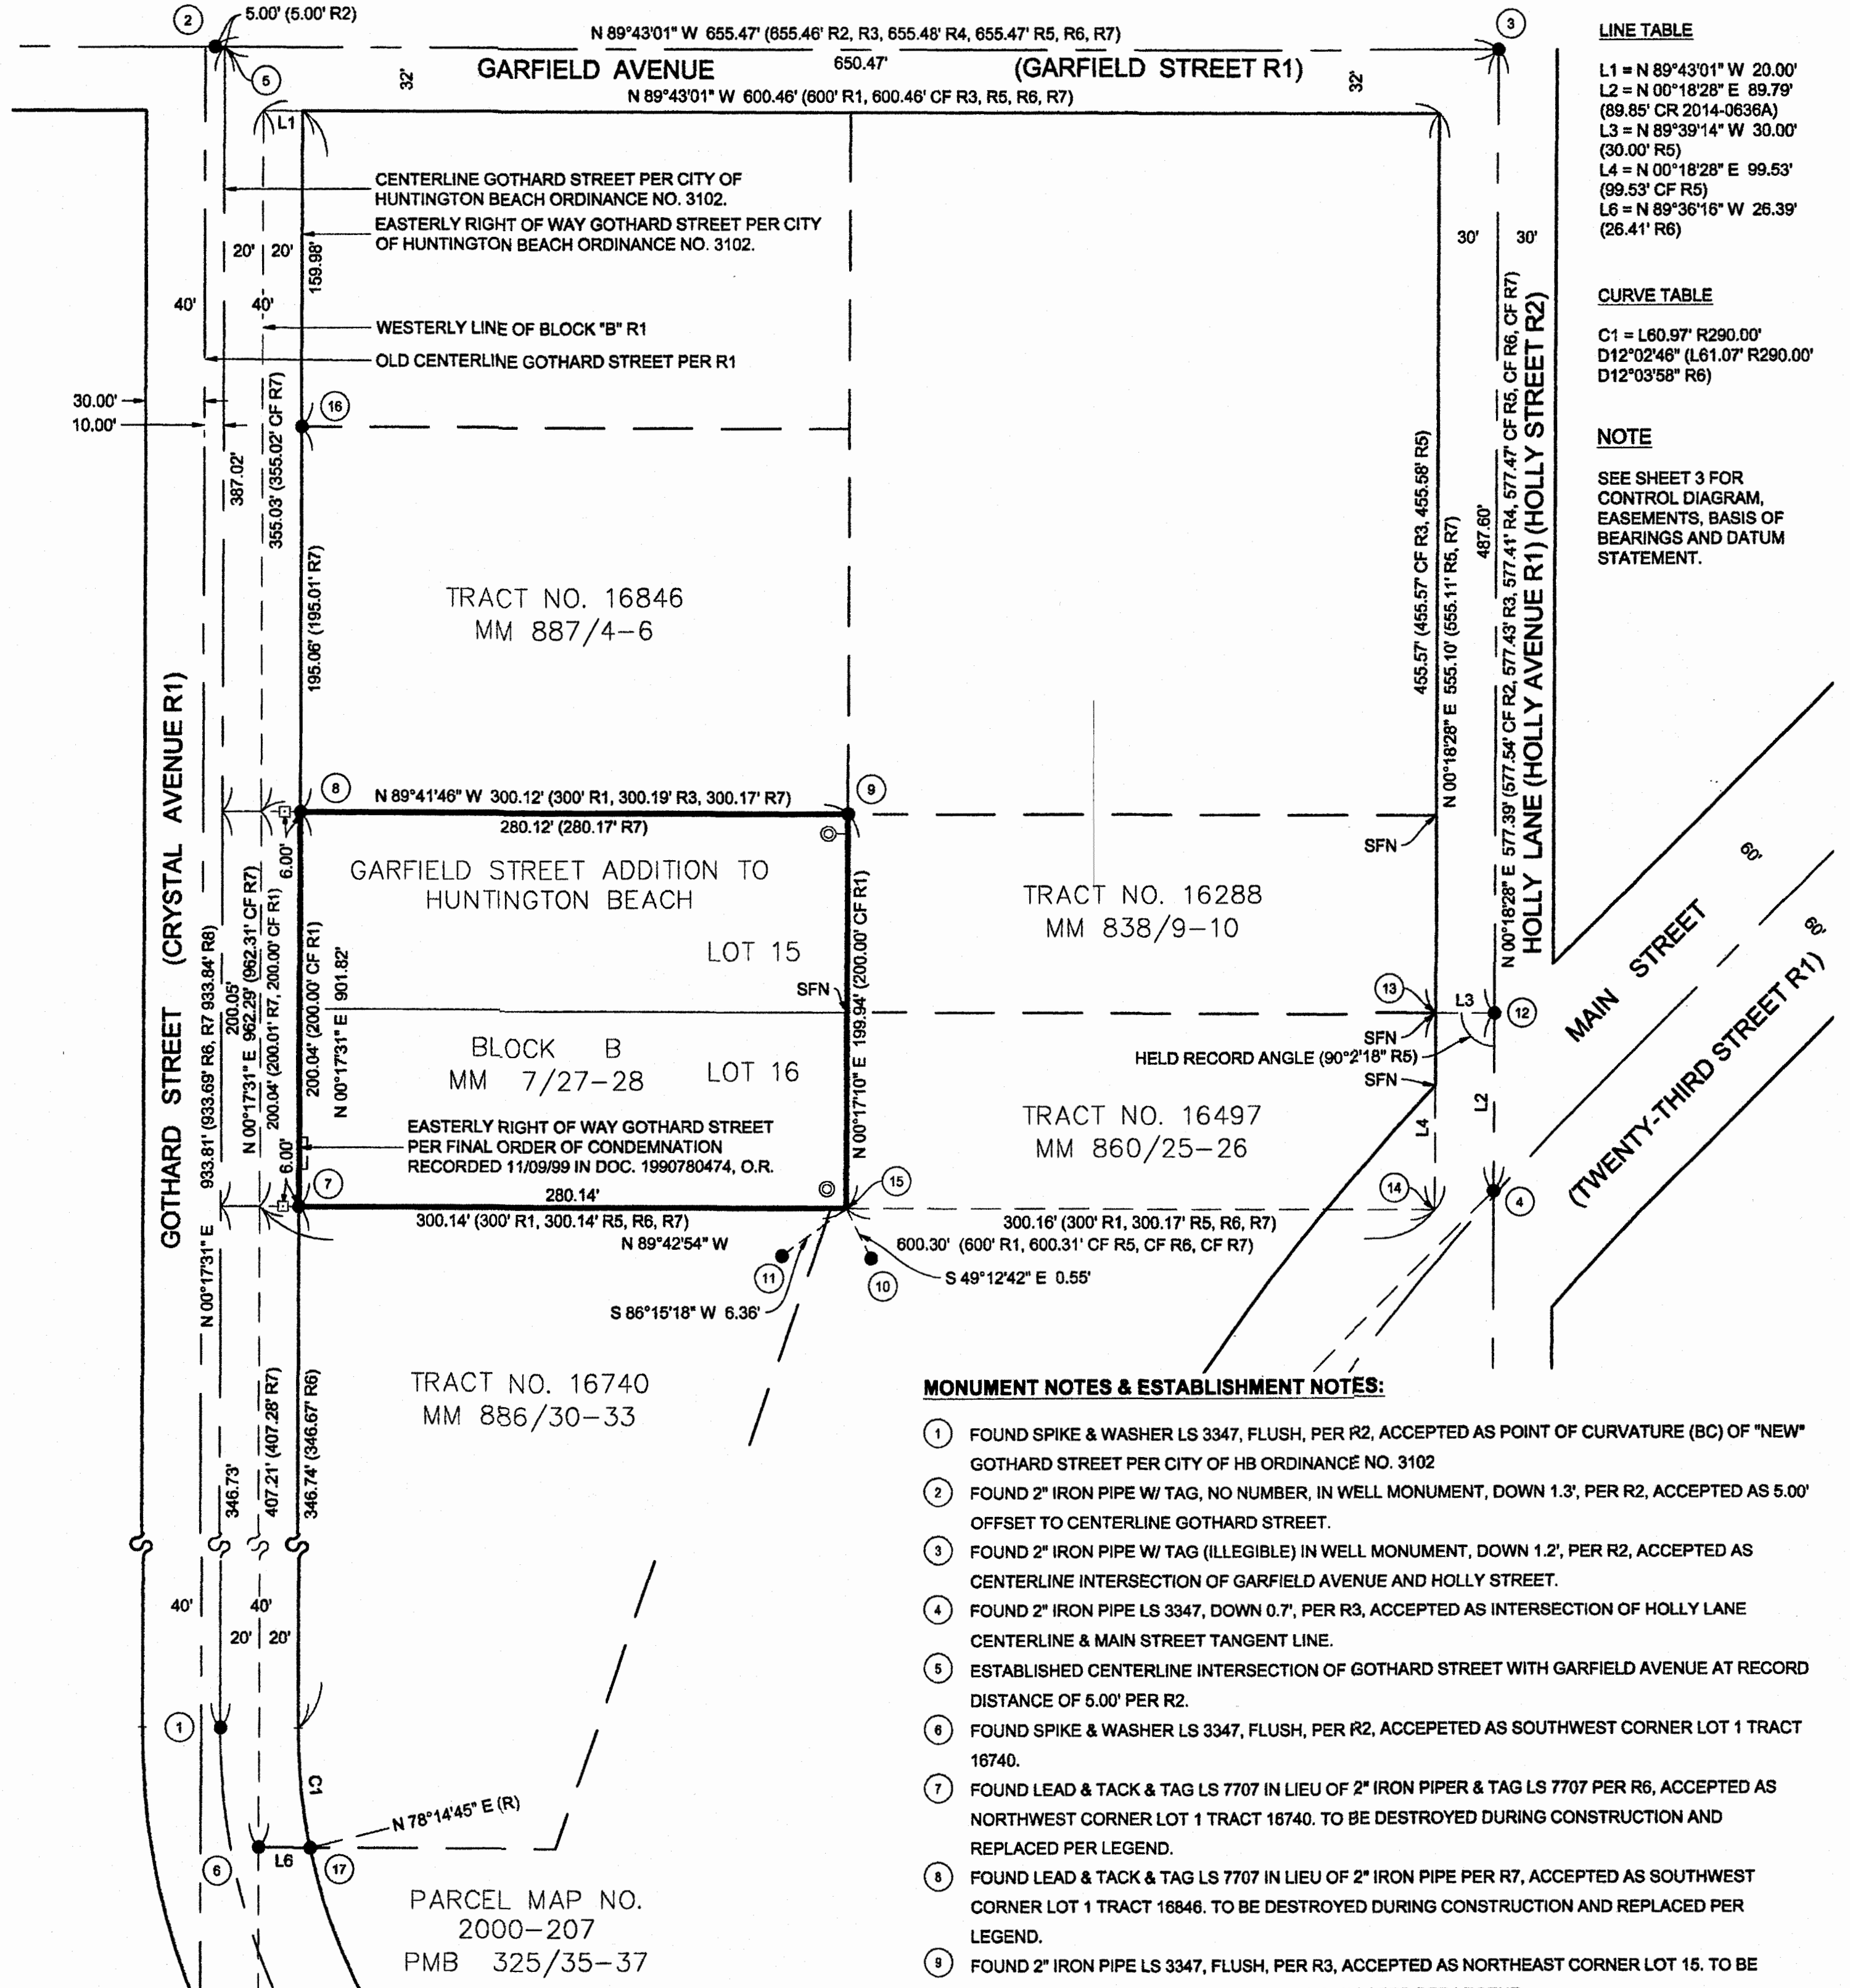 2
5.00' (5.00' R2)
N 89°43'01" W 655.47' (655.46' R2, R3, 655.48' R4, 655.47' R5, R6, R7)
3
5
32'
GARFIELD AVENUE
650.47'
(GARFIELD STREET R1)
32'
N 89°43'01" W 600.46' (600' R1, 600.46' CF R3, R5, R6, R7)
L1
LINE TABLE
L1 = N 89°43'01" W 20.00'
L2 = N 00°18'28" E 89.79'
(89.85' CR 2014-0636A)
L3 = N 89°39'14" W 30.00'
(30.00' R5)
L4 = N 00°18'28" E 99.53'
(99.53' CF R5)
L6 = N 89°36'16" W 26.39'
(26.41' R6)
CURVE TABLE
C1 = L60.97' R290.00'
D12°02'46" (L61.07' R290.00'
D12°03'58" R6)
NOTE
SEE SHEET 3 FOR
CONTROL DIAGRAM,
EASEMENTS, BASIS OF
BEARINGS AND DATUM
STATEMENT.
CENTERLINE GOTHARD STREET PER CITY OF
HUNTINGTON BEACH ORDINANCE NO. 3102.
EASTERLY RIGHT OF WAY GOTHARD STREET PER CITY
OF HUNTINGTON BEACH ORDINANCE NO. 3102.
20'
20'
159.98'
30'
30'
40'
40'
WESTERLY LINE OF BLOCK "B" R1
OLD CENTERLINE GOTHARD STREET PER R1
30.00'
10.00'
16
387.02'
355.03' (355.02' CF R7)
195.06' (195.01' R7)
TRACT NO. 16846
MM 887/4-6
455.57' (455.57' CF R3, 455.58' R5)
N 00°18'28" E 555.10' (555.11' R5, R7)
487.60'
N 00°18'28" E 577.39' (577.54' CF R2, 577.43' R3, 577.41' R4, 577.47' CF R5, CF R6, CF R7)
HOLLY LANE (HOLLY AVENUE R1) (HOLLY STREET R2)
GOTHARD STREET (CRYSTAL AVENUE R1)
8
N 89°41'46" W 300.12' (300' R1, 300.19' R3, 300.17' R7)
9
280.12' (280.17' R7)
SFN
6.00'
GARFIELD STREET ADDITION TO
HUNTINGTON BEACH
LOT 15
SFN
TRACT NO. 16288
MM 838/9-10
60'
60'
MAIN STREET
(TWENTY-THIRD STREET R1)
N 00°17'31" E 933.81' (933.69' R6, R7 933.84' R8)
200.05'
N 00°17'31" E 962.29' (962.31' CF R7)
200.04' (200.01' R7, 200.00' CF R1)
200.04' (200.00' CF R1)
N 00°17'31" E 901.82'
N 00°17'10" E 199.94' (200.00' CF R1)
13
L3
12
SFN
HELD RECORD ANGLE (90°2'18" R5)
SFN
BLOCK B
MM 7/27-28
LOT 16
EASTERLY RIGHT OF WAY GOTHARD STREET
PER FINAL ORDER OF CONDEMNATION
RECORDED 11/09/99 IN DOC. 1990780474, O.R.
TRACT NO. 16497
MM 860/25-26
L4
L2
6.00'
7
280.14'
15
14
4
300.14' (300' R1, 300.14' R5, R6, R7)
300.16' (300' R1, 300.17' R5, R6, R7)
N 89°42'54" W
600.30' (600' R1, 600.31' CF R5, CF R6, CF R7)
11
10
S 49°12'42" E 0.55'
S 86°15'18" W 6.36'
TRACT NO. 16740
MM 886/30-33
346.73'
407.21' (407.28' R7)
346.74' (346.67' R6)
40'
40'
20'
20'
1
C1
N 78°14'45" E (R)
6
L6
17
PARCEL MAP NO.
2000-207
PMB 325/35-37
MONUMENT NOTES & ESTABLISHMENT NOTES:
1 FOUND SPIKE & WASHER LS 3347, FLUSH, PER R2, ACCEPTED AS POINT OF CURVATURE (BC) OF "NEW"
GOTHARD STREET PER CITY OF HB ORDINANCE NO. 3102
2 FOUND 2" IRON PIPE W/ TAG, NO NUMBER, IN WELL MONUMENT, DOWN 1.3', PER R2, ACCEPTED AS 5.00'
OFFSET TO CENTERLINE GOTHARD STREET.
3 FOUND 2" IRON PIPE W/ TAG (ILLEGIBLE) IN WELL MONUMENT, DOWN 1.2', PER R2, ACCEPTED AS
CENTERLINE INTERSECTION OF GARFIELD AVENUE AND HOLLY STREET.
4 FOUND 2" IRON PIPE LS 3347, DOWN 0.7', PER R3, ACCEPTED AS INTERSECTION OF HOLLY LANE
CENTERLINE & MAIN STREET TANGENT LINE.
5 ESTABLISHED CENTERLINE INTERSECTION OF GOTHARD STREET WITH GARFIELD AVENUE AT RECORD
DISTANCE OF 5.00' PER R2.
6 FOUND SPIKE & WASHER LS 3347, FLUSH, PER R2, ACCEPETED AS SOUTHWEST CORNER LOT 1 TRACT
16740.
7 FOUND LEAD & TACK & TAG LS 7707 IN LIEU OF 2" IRON PIPER & TAG LS 7707 PER R6, ACCEPTED AS
NORTHWEST CORNER LOT 1 TRACT 16740. TO BE DESTROYED DURING CONSTRUCTION AND
REPLACED PER LEGEND.
8 FOUND LEAD & TACK & TAG LS 7707 IN LIEU OF 2" IRON PIPE PER R7, ACCEPTED AS SOUTHWEST
CORNER LOT 1 TRACT 16846. TO BE DESTROYED DURING CONSTRUCTION AND REPLACED PER
LEGEND.
9 FOUND 2" IRON PIPE LS 3347, FLUSH, PER R3, ACCEPTED AS NORTHEAST CORNER LOT 15. TO BE